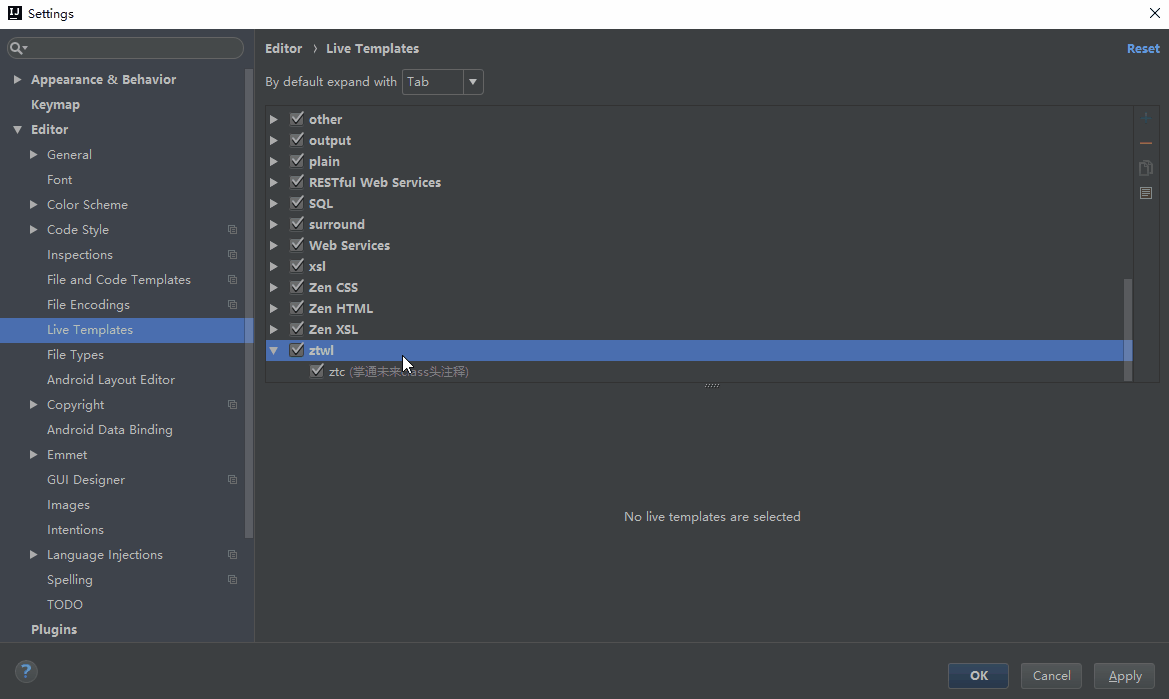 Settings
Appearance & Behavior
Keymap
Editor
General
Font
Color Scheme
Code Style
Inspections
File and Code Templates
File Encodings
Live Templates
File Types
Android Layout Editor
Copyright
Android Data Binding
Emmet
GUI Designer
Images
Intentions
Language Injections
Spelling
TODO
Plugins
Editor › Live Templates
Reset
By default expand with Tab
other
output
plain
RESTful Web Services
SQL
surround
Web Services
xsl
Zen CSS
Zen HTML
Zen XSL
ztwl
ztc (掌通未来class头注释)
No live templates are selected
?
OK
Cancel
Apply